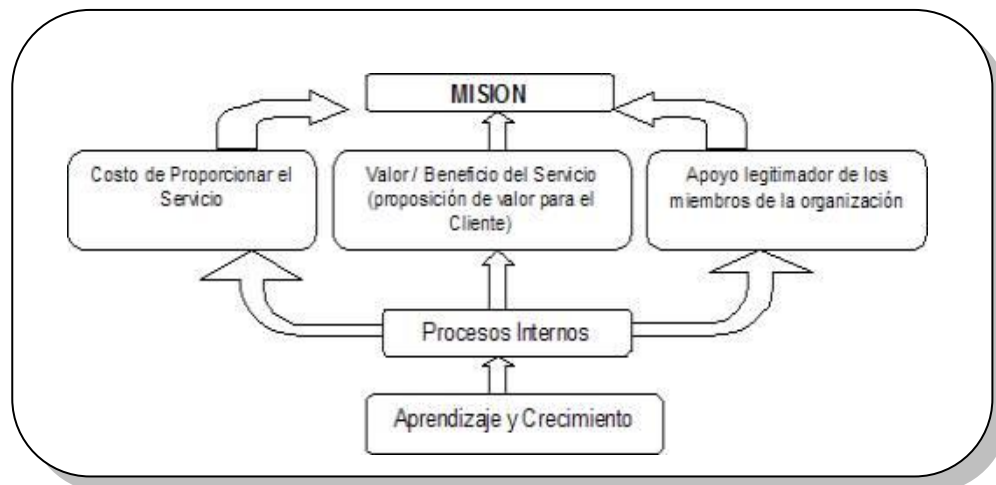 MISION
Costo de Proporcionar el
Servicio
Valor / Beneficio del Servicio
(proposición de valor para el
Cliente)
Apoyo legitimador de los
miembros de la organización
Procesos Internos
Aprendizaje y Crecimiento